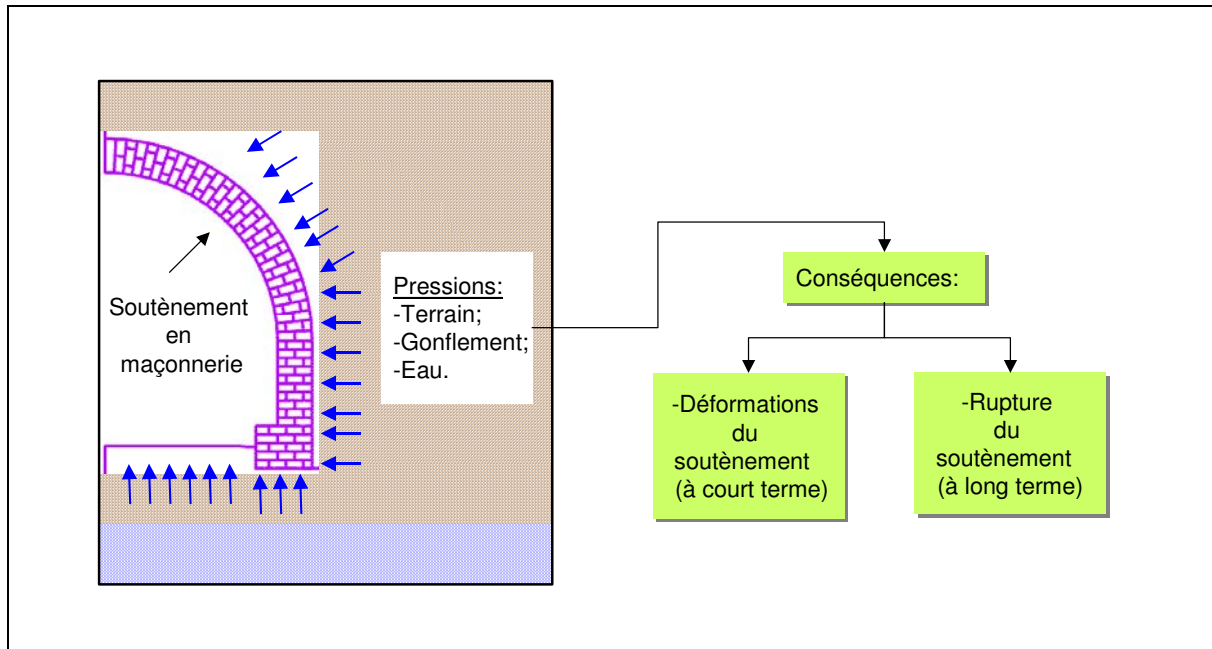 Soutènement
en
maçonnerie
Pressions:
-Terrain;
-Gonflement;
-Eau.
Conséquences:
-Déformations
du
soutènement
(à court terme)
-Rupture
du
soutènement
(à long terme)